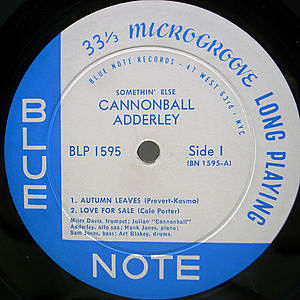 33⅓ MICROGROOVE LONG PLAYING
BLUE NOTE RECORDS • 47 WEST 63rd • NYC
SOMETHIN' ELSE
CANNONBALL
ADDERLEY
BLP 1595
Side 1
(BN 1595-A)
1. AUTUMN LEAVES (Prevert-Kosma)
2. LOVE FOR SALE (Cole Porter)
Miles Davis, trumpet; Julian "Cannonball"
Adderley, alto sax; Hank Jones, piano;
Sam Jones, bass; Art Blakey, drums.
BLUE
NOTE